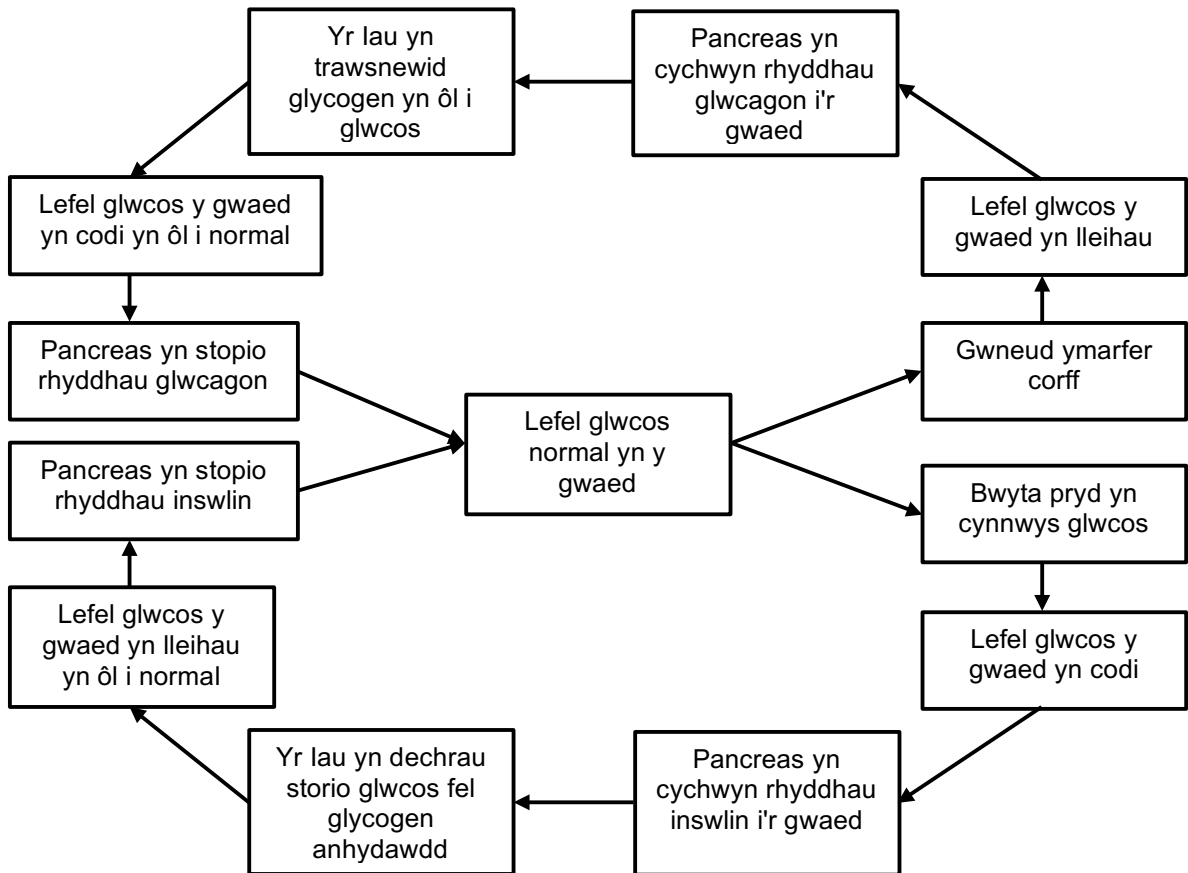 Yr Iau yn
trawsnewid
glycogen yn ôl i
glwcos
Pancreas yn
cychwyn rhyddhau
glwcagon i'r
gwaed
Lefel glwcos y gwaed
yn codi yn ôl i normal
Lefel glwcos y
gwaed yn lleihau
Pancreas yn stopio
rhyddhau glwcagon
Gwneud ymarfer
corff
Lefel glwcos
normal yn y
gwaed
Pancreas yn stopio
rhyddhau inswlin
Bwyta pryd yn
cynnwys glwcos
Lefel glwcos y
gwaed yn lleihau
yn ôl i normal
Lefel glwcos y
gwaed yn codi
Yr Iau yn dechrau
storio glwcos fel
glycogen
anhydawdd
Pancreas yn
cychwyn rhyddhau
inswlin i'r gwaed